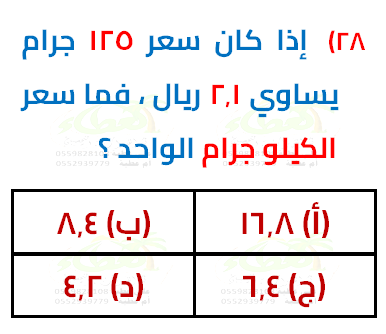 ٢٨) إذا كان سعر ١٢٥ جرام
يساوي ٢,١ ريال ، فما سعر
الكيلو جرام الواحد ؟
(أ) ١٦,٨
(ب) ٨,٤
(ج) ٦,٤
(د) ٤,٢